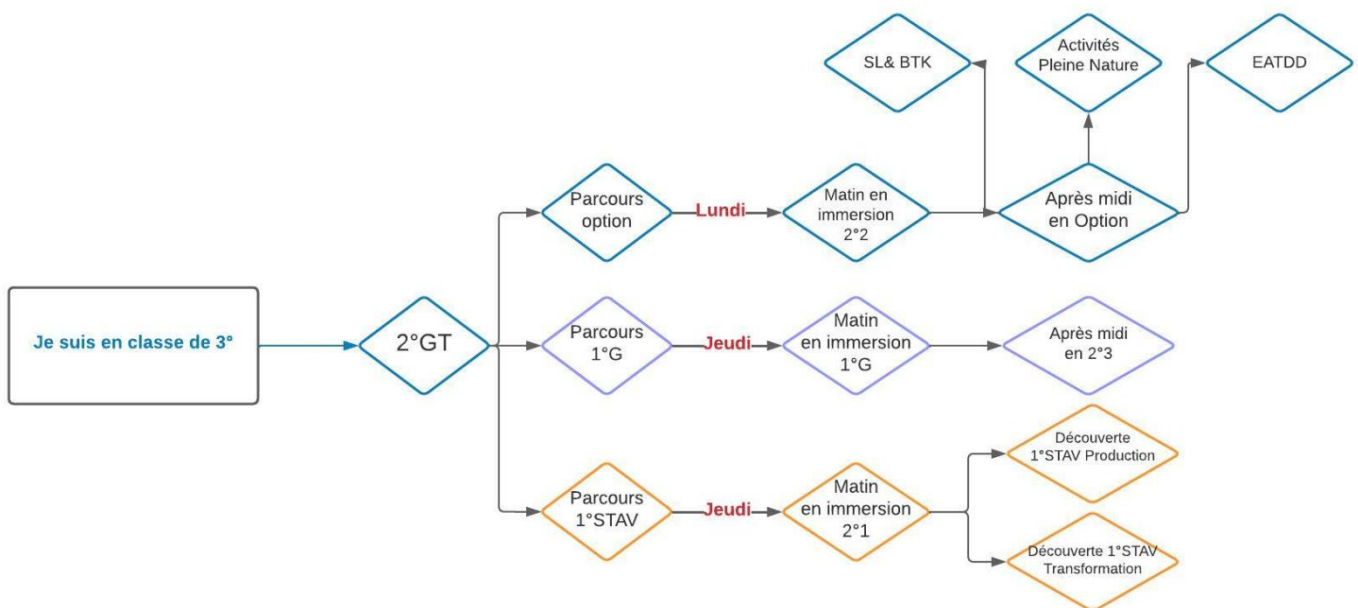 SL& BTK
Activités
Pleine Nature
EATDD
Parcours
option
Lundi
Matin en
immersion
2°2
Après midi
en Option
Je suis en classe de 3°
2°GT
Parcours
1°G
Jeudi
Matin
en immersion
1°G
Après midi
en 2°3
Parcours
1°STAV
Jeudi
Matin
en immersion
2°1
Découverte
1°STAV Production
Découverte 1°STAV
Transformation